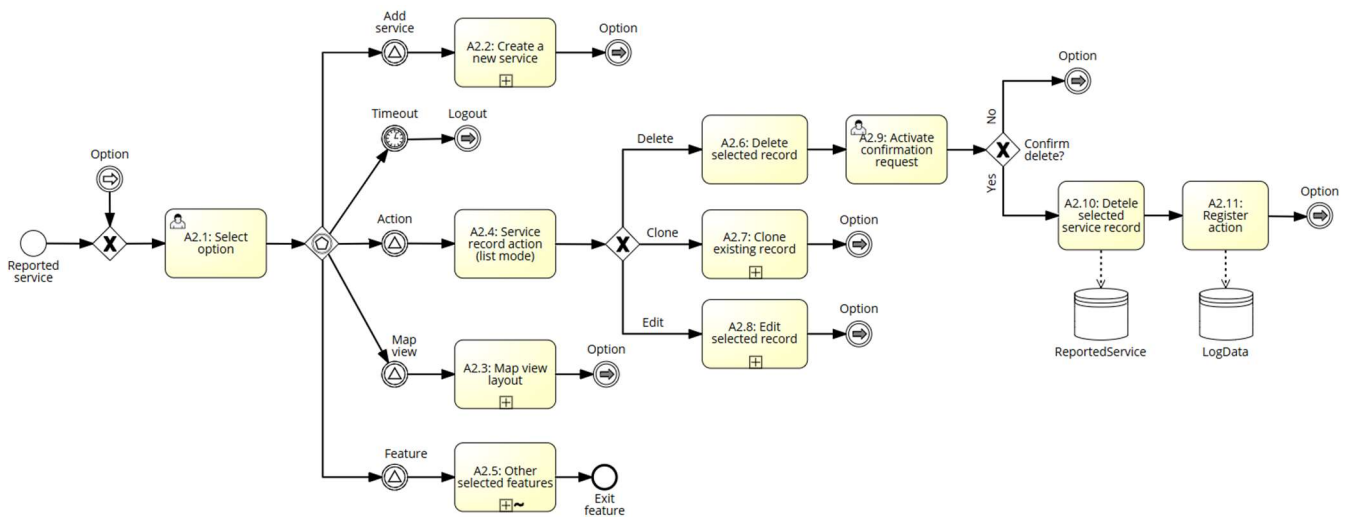 Add
service
A2.2: Create a
new service
Option
Option
Timeout
Logout
Delete
A2.6: Delete
selected record
A2.9: Activate
confirmation
request
No
Confirm
delete?
Yes
Option
A2.1: Select
option
Reported
service
Action
A2.4: Service
record action
(list mode)
Clone
A2.7: Clone
existing record
Option
A2.10: Detele
selected
service record
A2.11:
Register
action
Option
Edit
A2.8: Edit
selected record
Option
ReportedService
LogData
Map
view
A2.3: Map view
layout
Option
Feature
A2.5: Other
selected features
Exit
feature